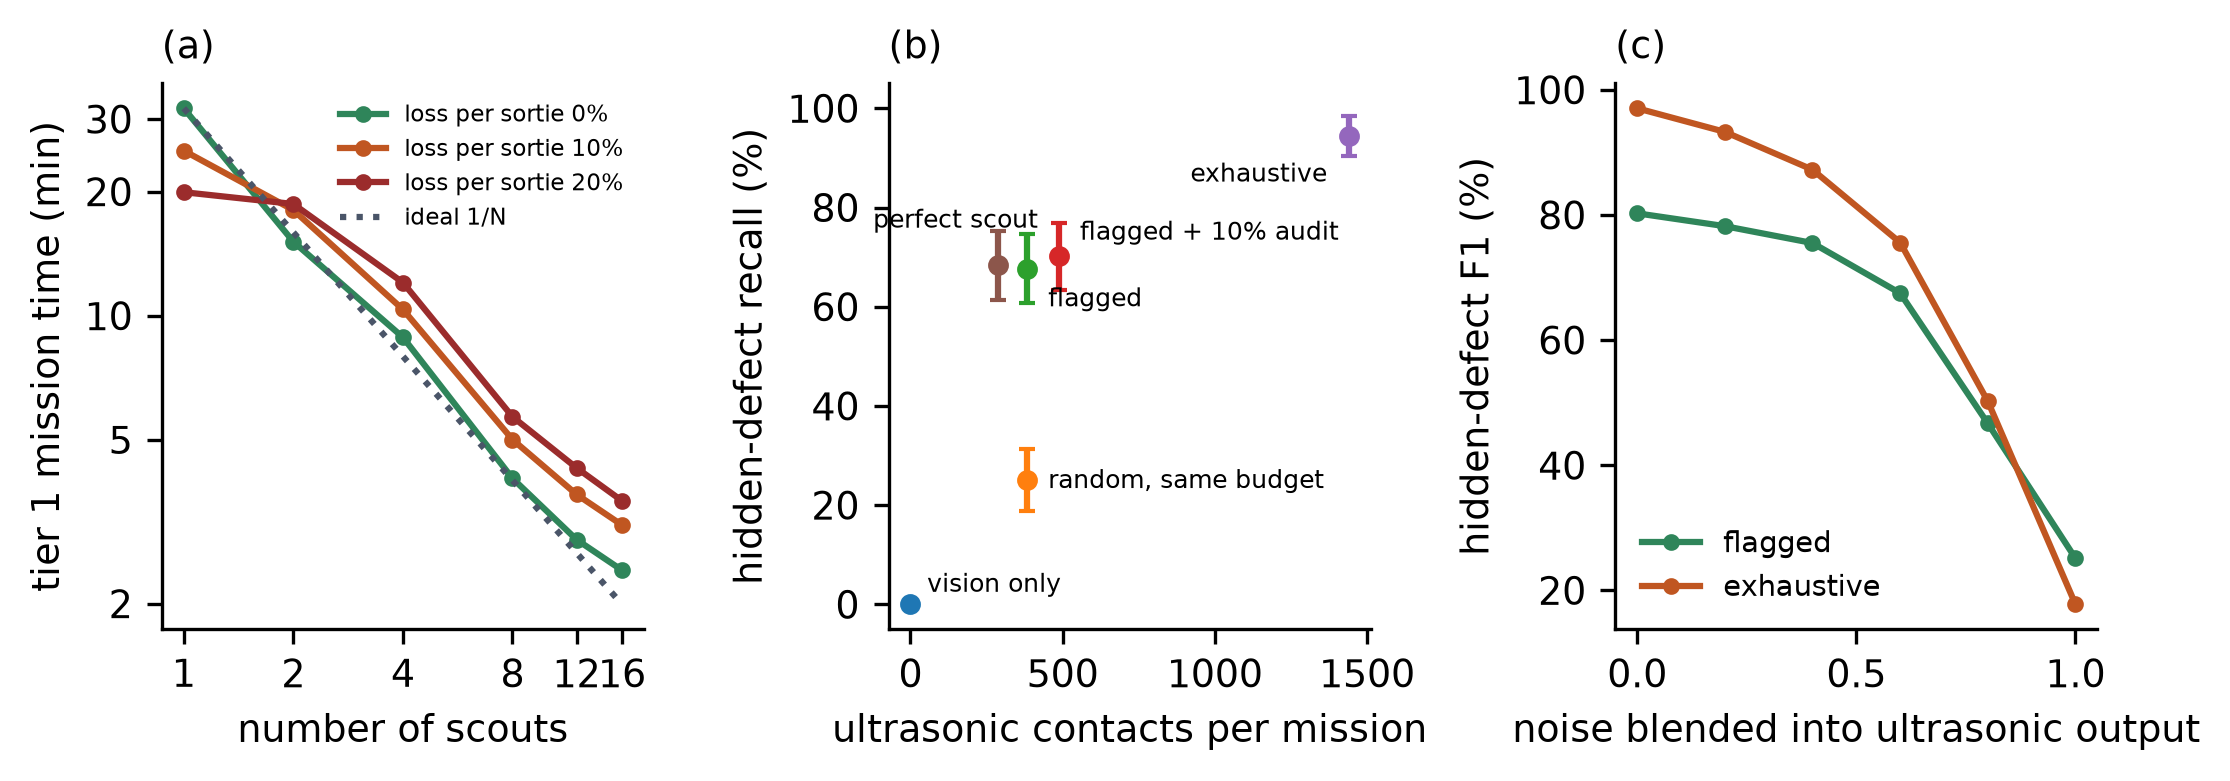 (a)
tier 1 mission time (min)
30
20
10
5
2
loss per sortie 0%
loss per sortie 10%
loss per sortie 20%
ideal 1/N
1 2 4 8 12 16
number of scouts
(b)
hidden-defect recall (%)
100
80
60
40
20
0
exhaustive
perfect scout
flagged + 10% audit
flagged
random, same budget
vision only
0 500 1000 1500
ultrasonic contacts per mission
(c)
hidden-defect F1 (%)
100
80
60
40
20
flagged
exhaustive
0.0 0.5 1.0
noise blended into ultrasonic output